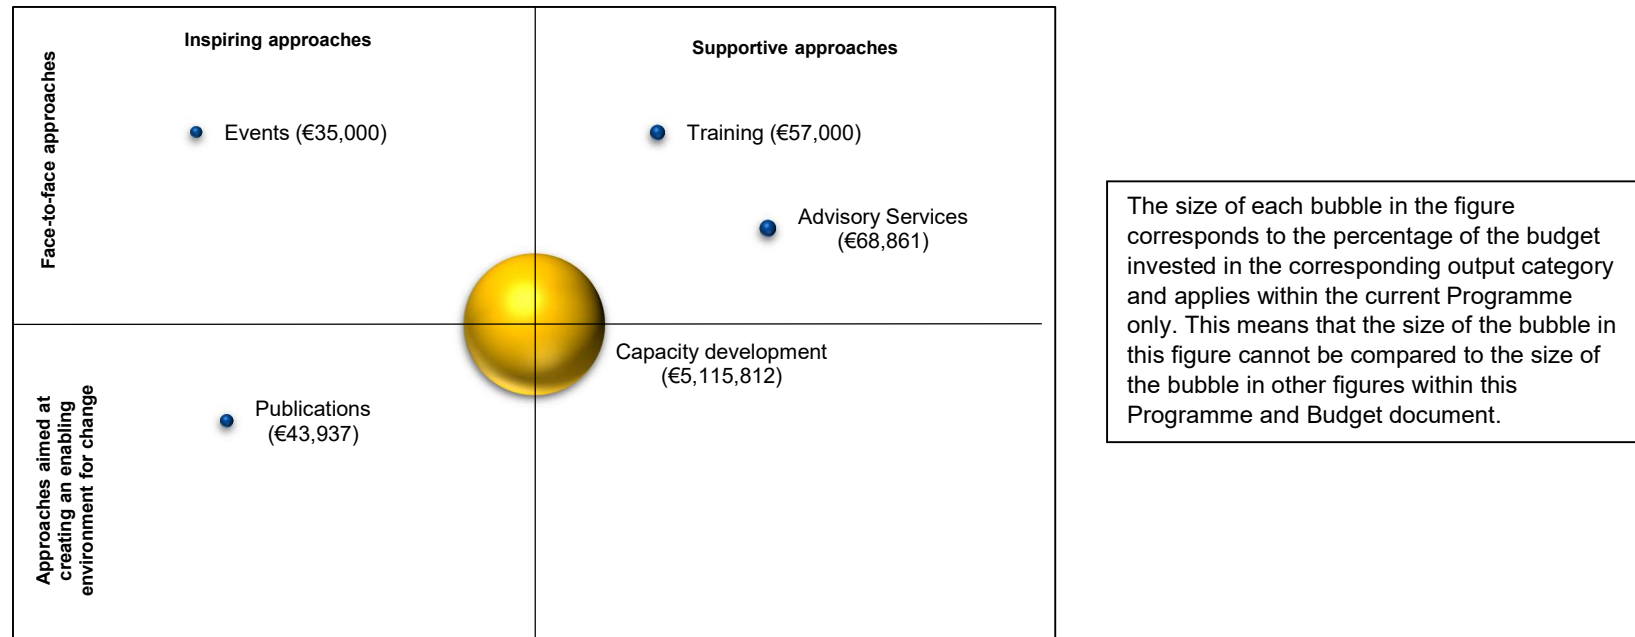 Inspiring approaches
Supportive approaches
Face-to-face approaches
Events (€35,000)
Training (€57,000)
Advisory Services
(€68,861)
Capacity development
(€5,115,812)
Approaches aimed at
creating an enabling
environment for change
Publications
(€43,937)
The size of each bubble in the figure
corresponds to the percentage of the budget
invested in the corresponding output category
and applies within the current Programme
only. This means that the size of the bubble in
this figure cannot be compared to the size of
the bubble in other figures within this
Programme and Budget document.